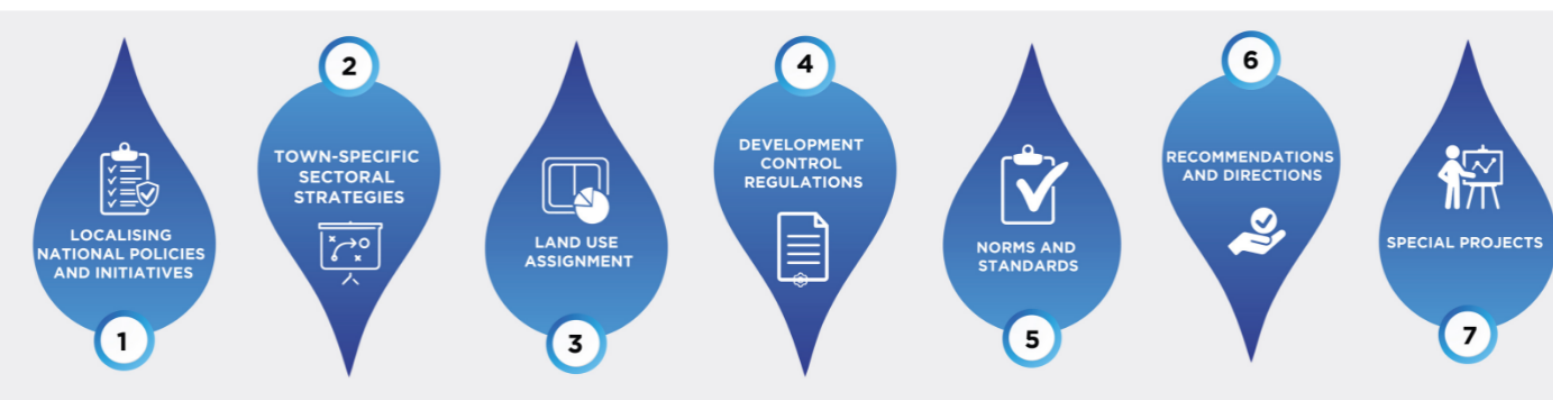 1
LOCALISING
NATIONAL POLICIES
AND INITIATIVES
2
TOWN-SPECIFIC
SECTORAL
STRATEGIES
3
LAND USE
ASSIGNMENT
4
DEVELOPMENT
CONTROL
REGULATIONS
5
NORMS AND
STANDARDS
6
RECOMMENDATIONS
AND DIRECTIONS
7
SPECIAL PROJECTS